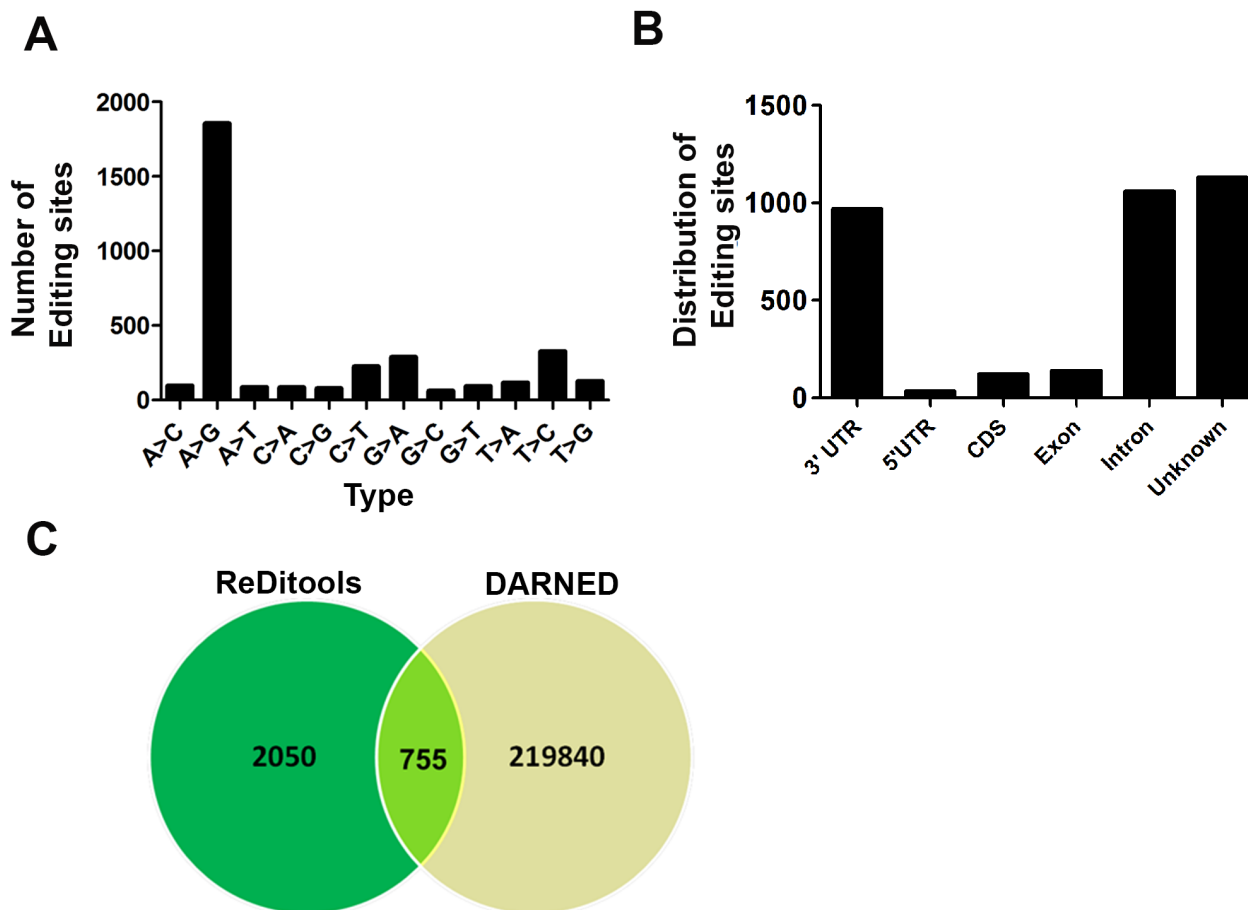 A
Number of
Editing sites
2000
1500
1000
500
0
A>C
A>G
A>T
C>A
C>G
C>T
G>A
G>C
G>T
T>A
T>C
T>G
Type
B
Distribution of
Editing sites
1500
1000
500
0
3' UTR
5'UTR
CDS
Exon
Intron
Unknown
C
ReDitools
DARNED
2050
755
219840